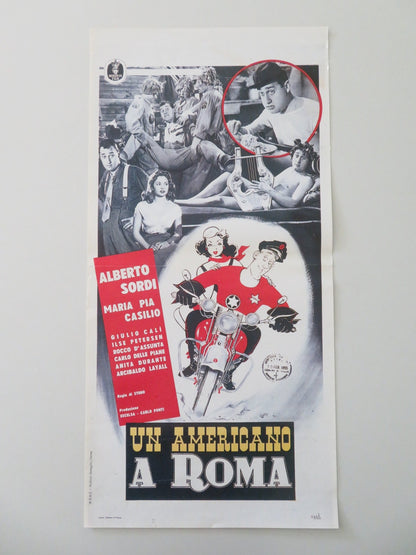 ALBERTO
SORDI
MARIA PIA
CASILIO
GIULIO CALI
ILSE PETERSEN
ROCCO D'ASSUNTA
CARLO DELLE PIANE
ANITA DURANTE
ARCIBALDO LAYALL
Regia di STENO
Produzione
EXCELSA - CARLO PONTI
UN AMERICANO
A ROMA